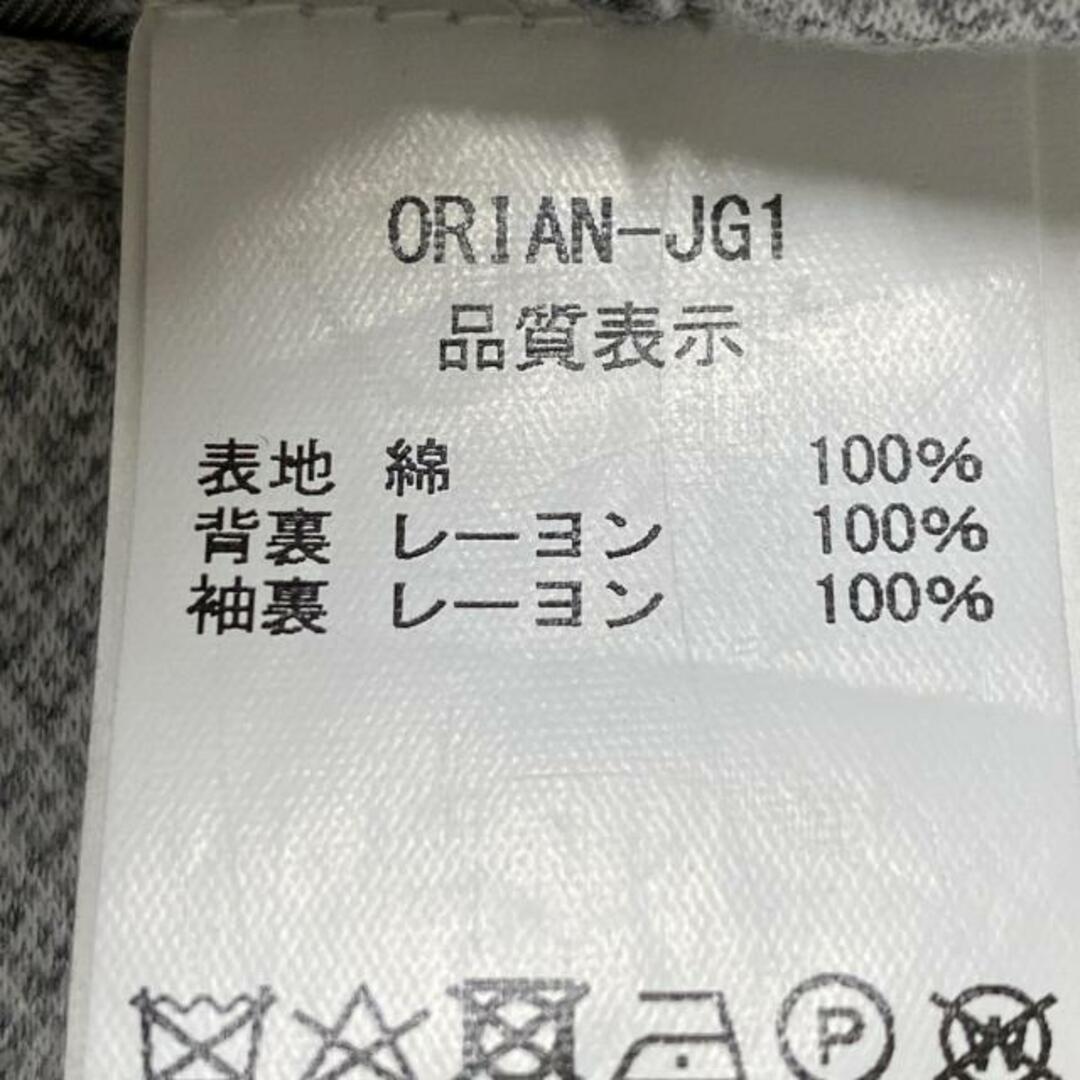 ORIAN-JG1
品質表示
表地 綿 100%
背裏 レーヨン 100%
袖裏 レーヨン 100%
P
W